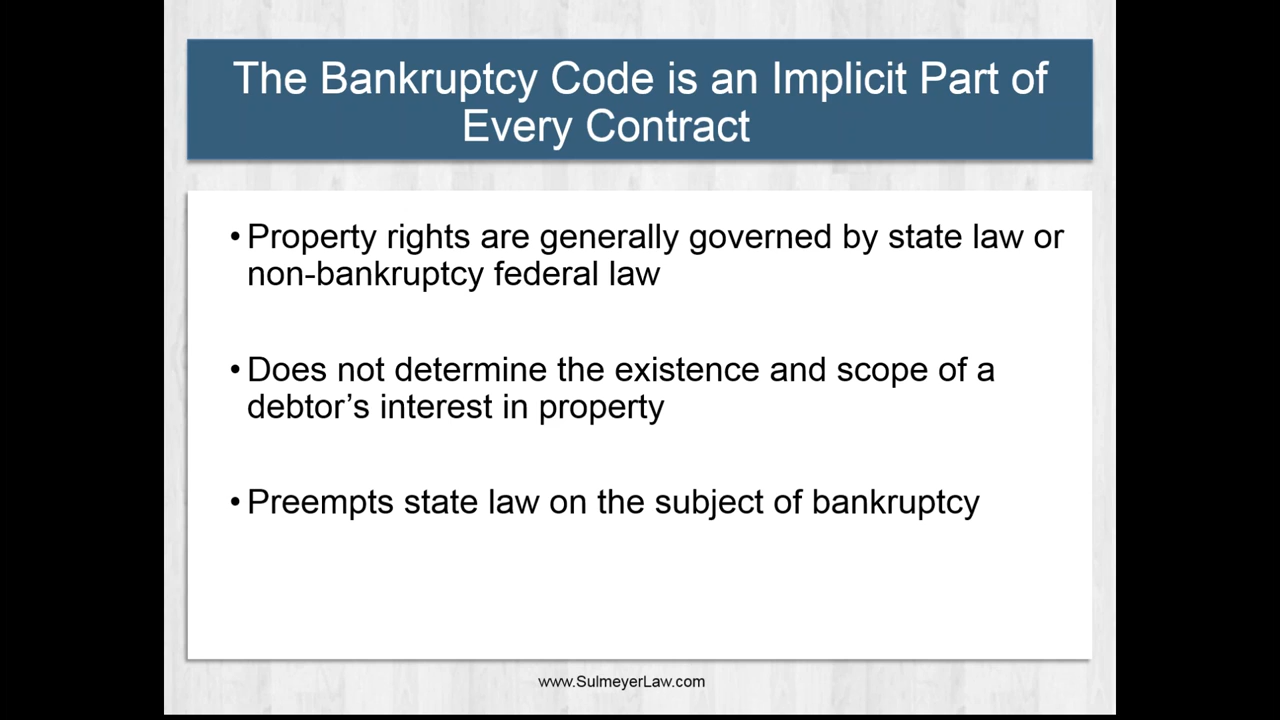 The Bankruptcy Code is an Implicit Part of
Every Contract
•Property rights are generally governed by state law or
non-bankruptcy federal law
•Does not determine the existence and scope of a
debtor’s interest in property
•Preempts state law on the subject of bankruptcy
www.SulmeyerLaw.com